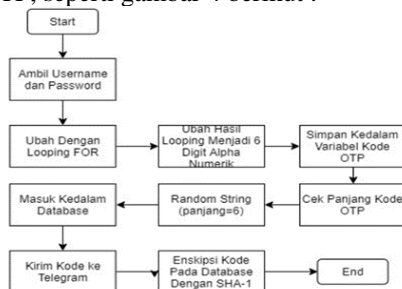 seperti gambar 4 berikut :
Start
Ambil Username
dan Password
Ubah Dengan
Looping FOR
Ubah Hasil
Looping Menjadi 6
Digit Alpha
Numerik
Simpan Kedalam
Variabel Kode
OTP
Masuk Kedalam
Database
Random String
(panjang=6)
Cek Panjang Kode
OTP
Kirim Kode ke
Telegram
Enskipsi Kode
Pada Database
Dengan SHA-1
End